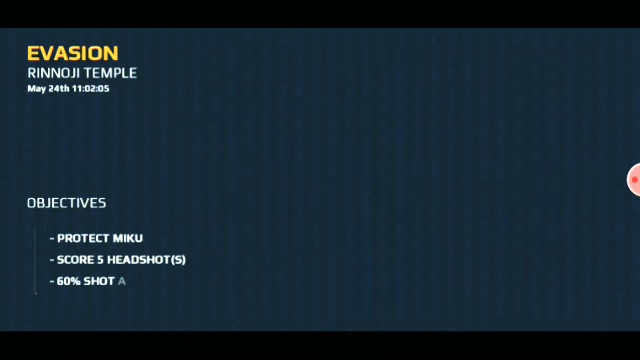 EVASION
RINNOJI TEMPLE
May 24th 11:02:05
OBJECTIVES
- PROTECT MIKU
- SCORE 5 HEADSHOT(S)
- 60% SHOT A